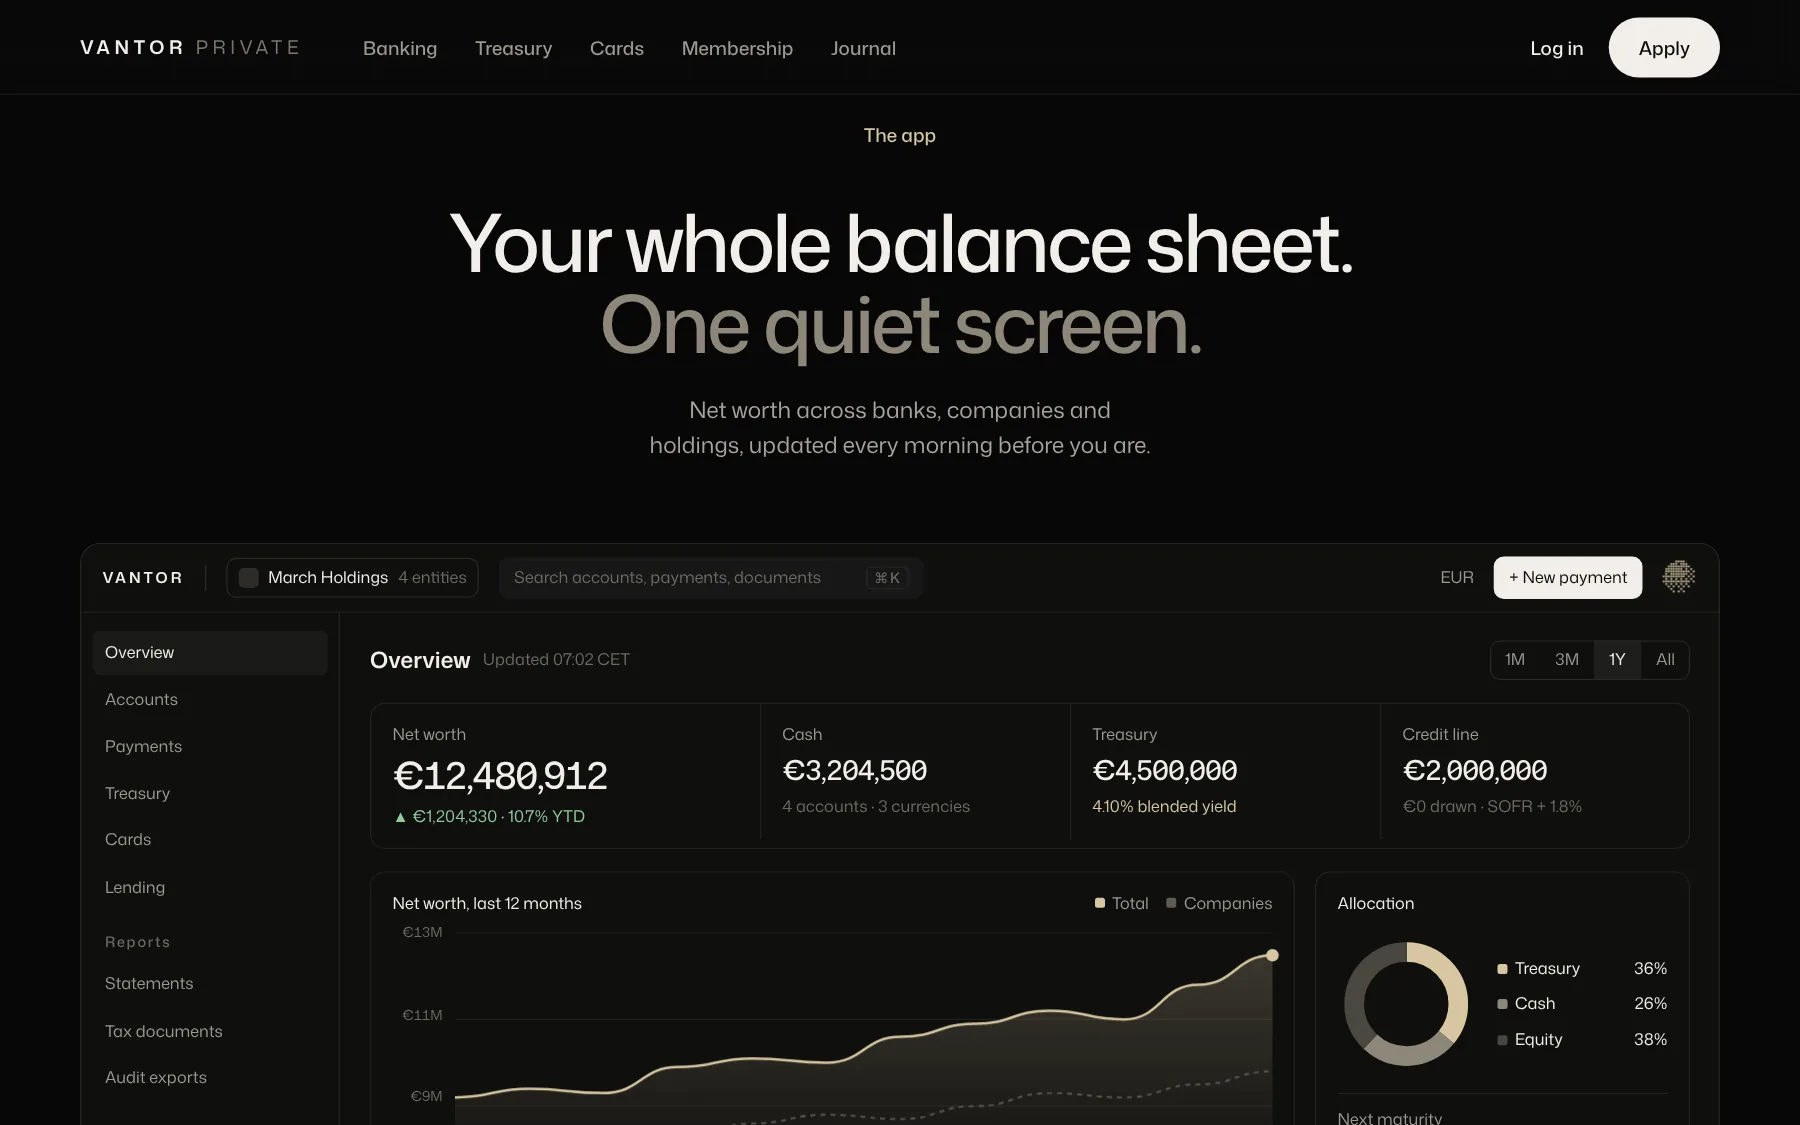 VANTOR PRIVATE Banking Treasury Cards Membership Journal Log in Apply
The app
Your whole balance sheet.
One quiet screen.
Net worth across banks, companies and
holdings, updated every morning before you are.
VANTOR March Holdings 4 entities Search accounts, payments, documents ⌘K EUR + New payment
Overview
Accounts
Payments
Treasury
Cards
Lending
Reports
Statements
Tax documents
Audit exports
Overview Updated 07:02 CET 1M 3M 1Y All
Net worth
€12,480,912
▲ €1,204,330 · 10.7% YTD
Cash
€3,204,500
4 accounts · 3 currencies
Treasury
€4,500,000
4.10% blended yield
Credit line
€2,000,000
€0 drawn · SOFR + 1.8%
Net worth, last 12 months Total Companies
€13M
€11M
€9M
Allocation
Treasury 36%
Cash 26%
Equity 38%
Next maturity